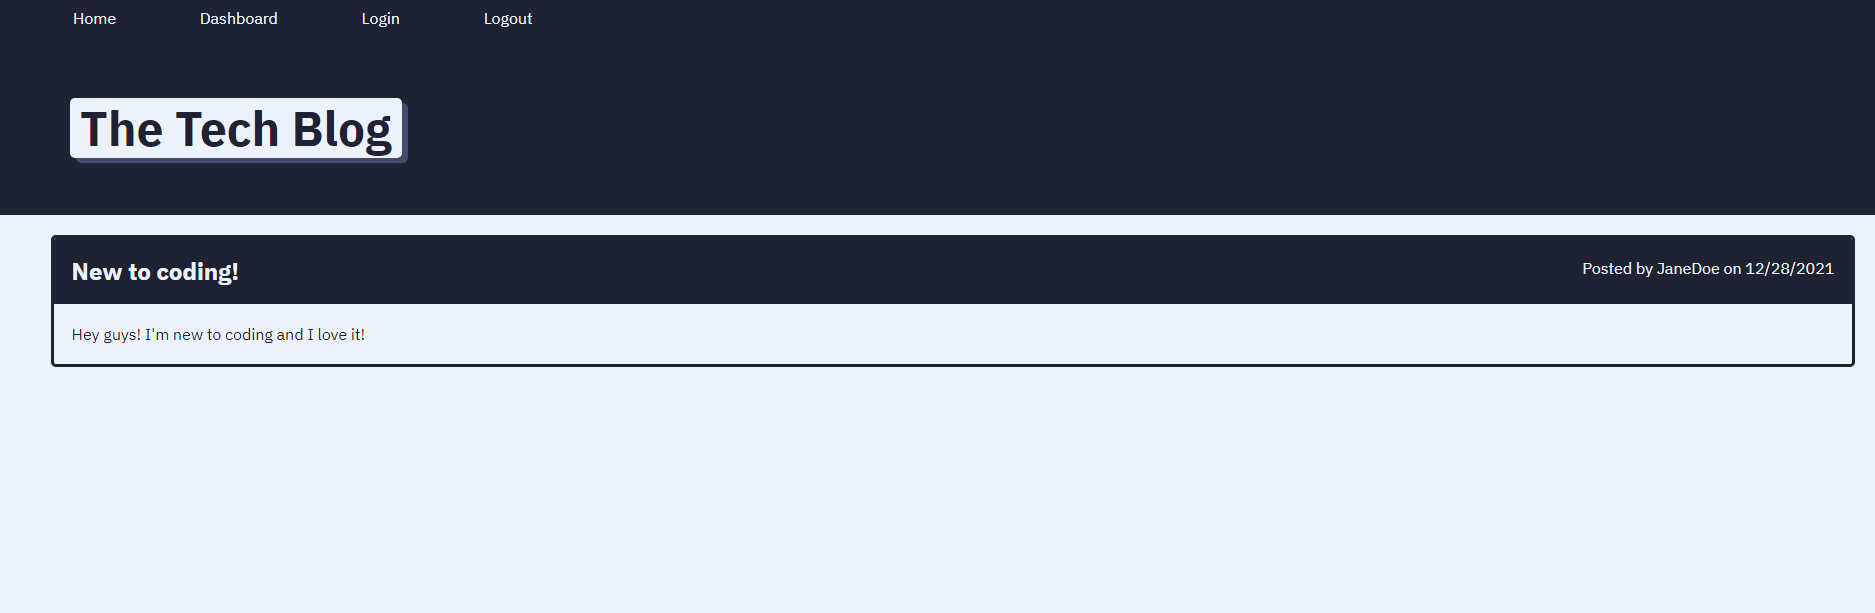 Home Dashboard Login Logout
The Tech Blog
New to coding! Posted by JaneDoe on 12/28/2021
Hey guys! I'm new to coding and I love it!